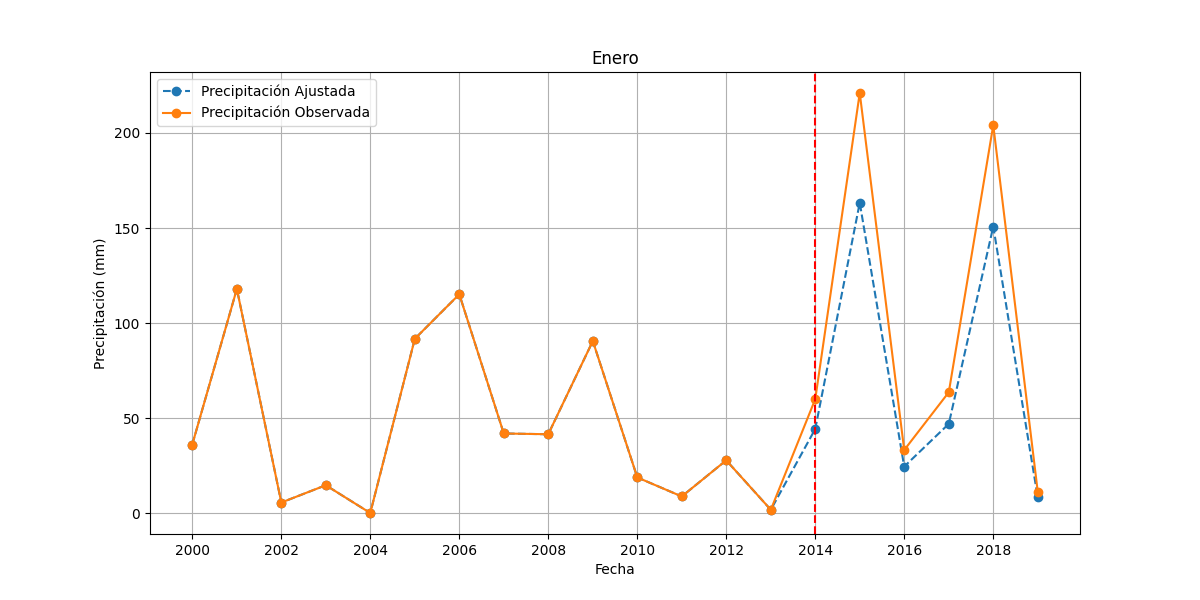 Enero
Precipitación Ajustada
Precipitación Observada
Precipitación (mm)
200
150
100
50
0
2000 2002 2004 2006 2008 2010 2012 2014 2016 2018
Fecha